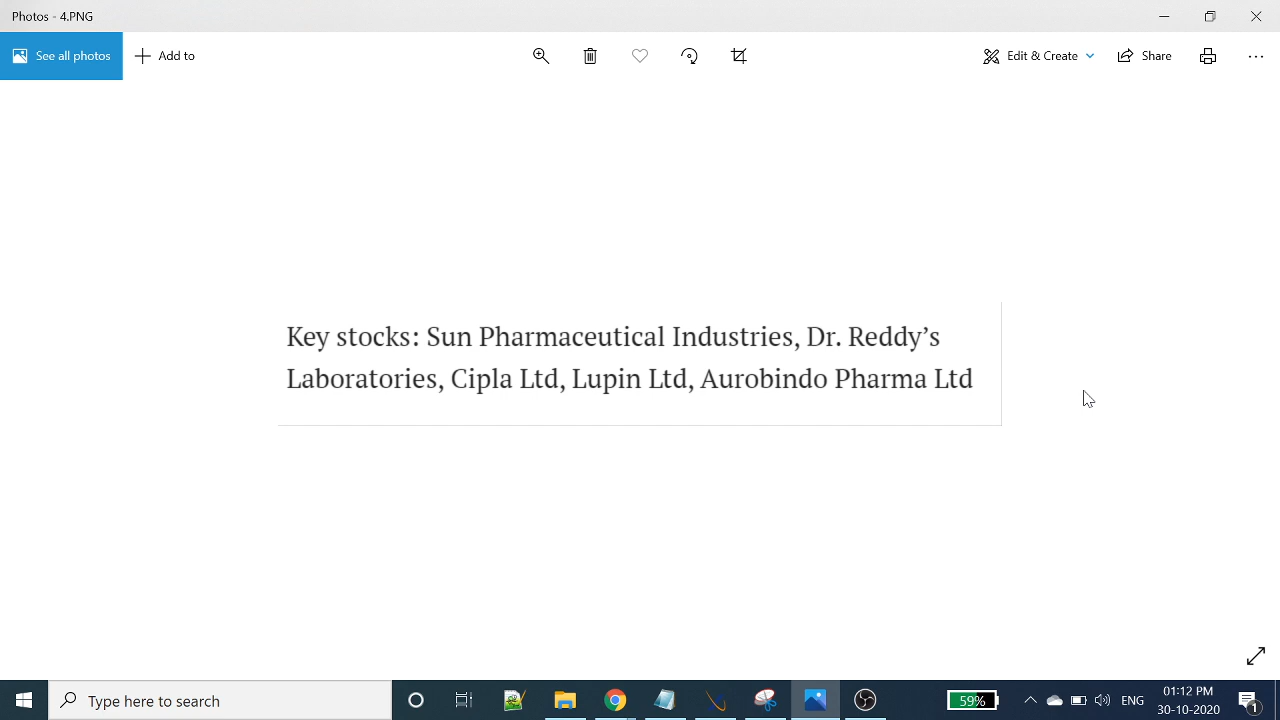 Photos - 4.PNG
See all photos
Add to
Edit & Create
Share
Key stocks: Sun Pharmaceutical Industries, Dr. Reddy’s
Laboratories, Cipla Ltd, Lupin Ltd, Aurobindo Pharma Ltd
Type here to search
59%
ENG
01:12 PM
30-10-2020
1